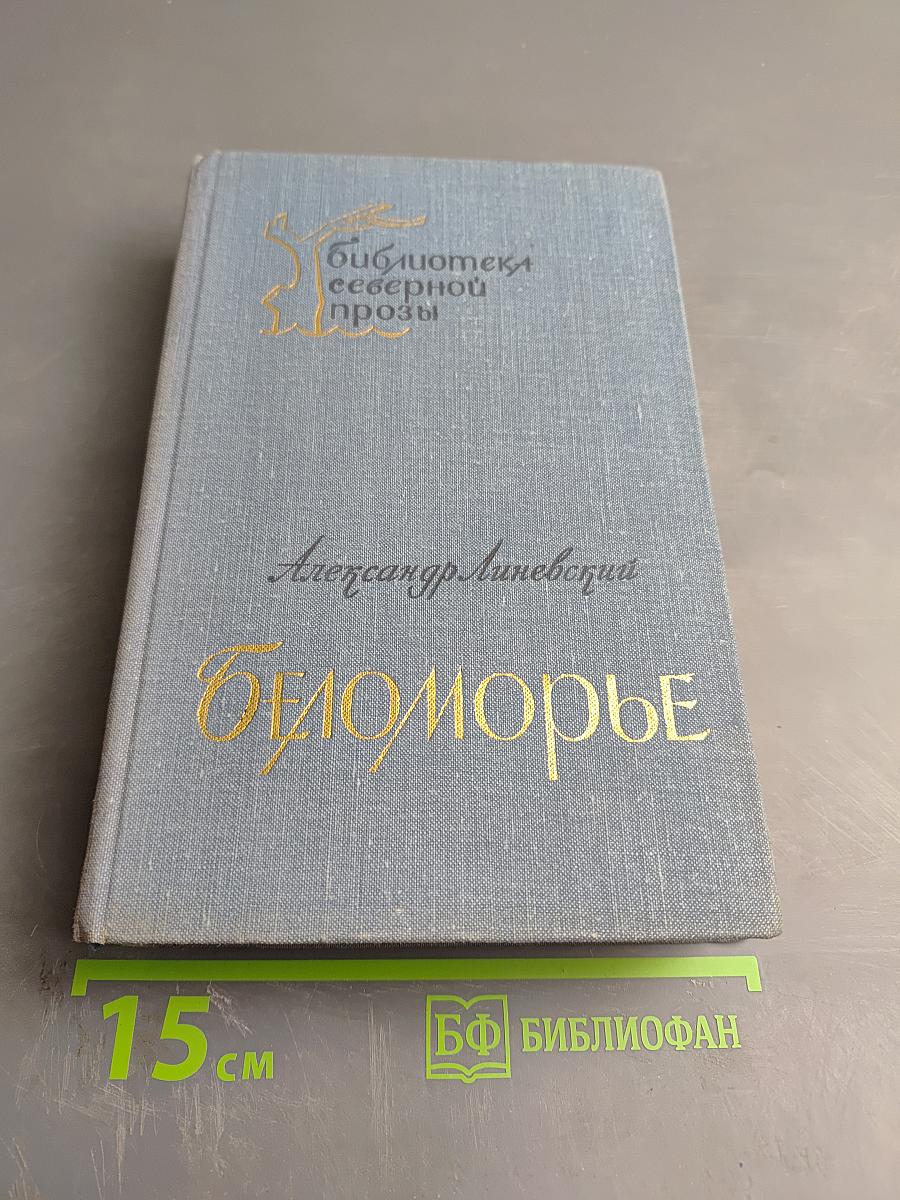 библиотека
северной
прозы
Александр Линевский
Беломорье
15 см
БФ БИБЛИОФАН